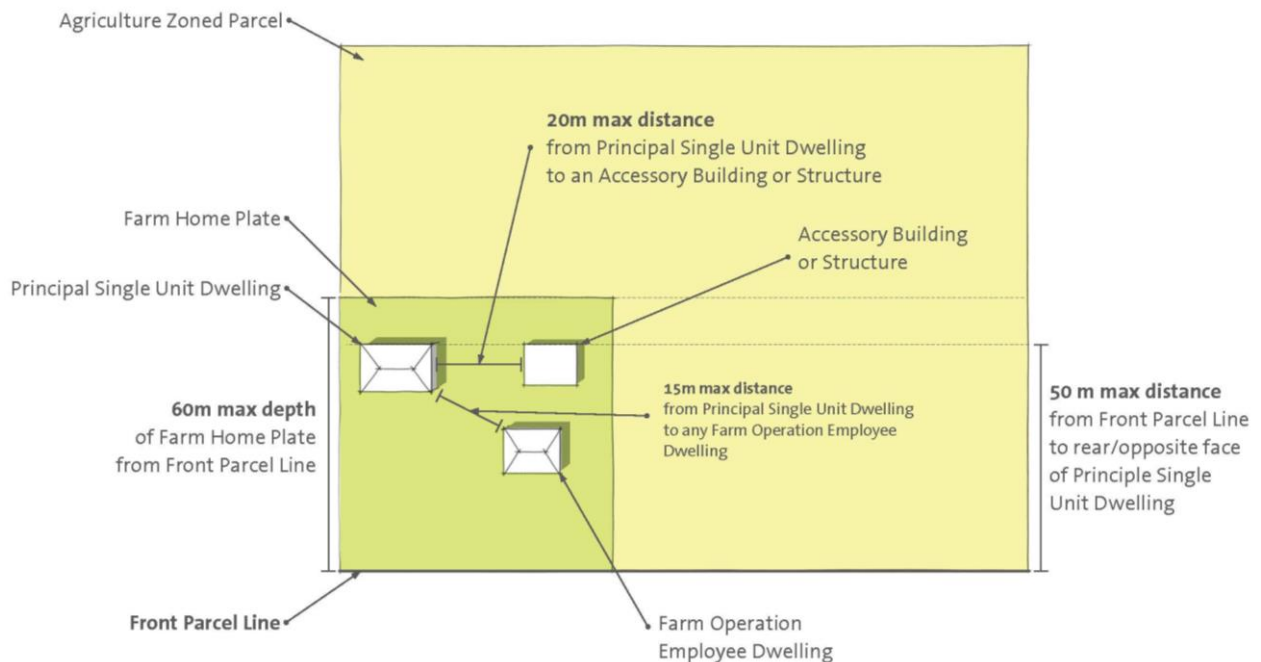 Agriculture Zoned Parcel
20m max distance
from Principal Single Unit Dwelling
to an Accessory Building or Structure
Farm Home Plate
Accessory Building
or Structure
Principal Single Unit Dwelling
15m max distance
from Principal Single Unit Dwelling
to any Farm Operation Employee
Dwelling
60m max depth
of Farm Home Plate
from Front Parcel Line
50 m max distance
from Front Parcel Line
to rear/opposite face
of Principle Single
Unit Dwelling
Front Parcel Line
Farm Operation
Employee Dwelling